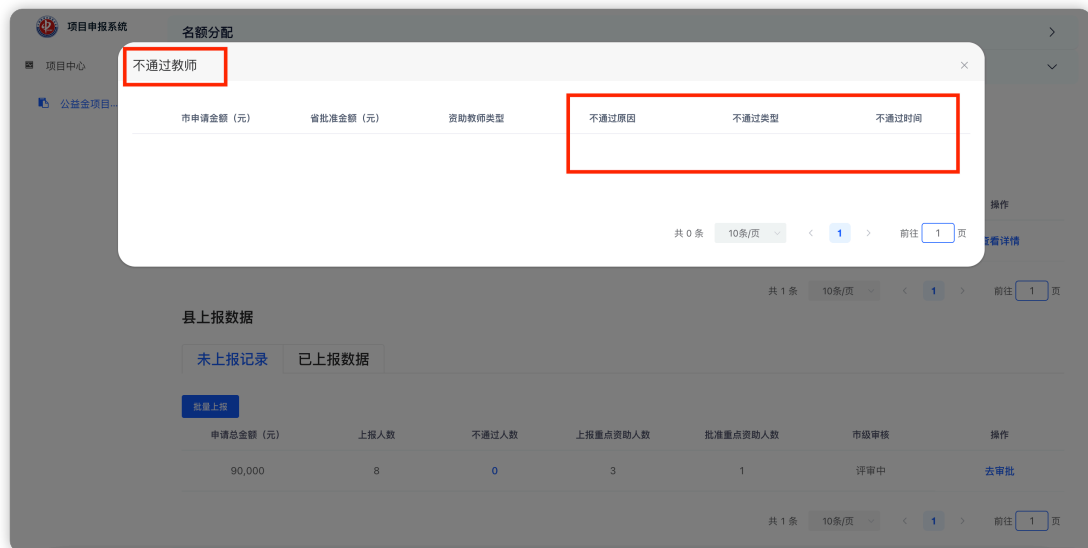 项目申报系统
名额分配
项目中心
不通过教师
公益金项目...
市申请金额（元） 省批准金额（元） 资助教师类型 不通过原因 不通过类型 不通过时间
操作
共 0 条 10条/页 1 前往 1 页
查看详情
共 1 条 10条/页 1 前往 1 页
县上报数据
未上报记录 已上报数据
批量上报
申请总金额（元） 上报人数 不通过人数 上报重点资助人数 批准重点资助人数 市级审核 操作
90,000 8 0 3 1 评审中 去审批
共 1 条 10条/页 1 前往 1 页